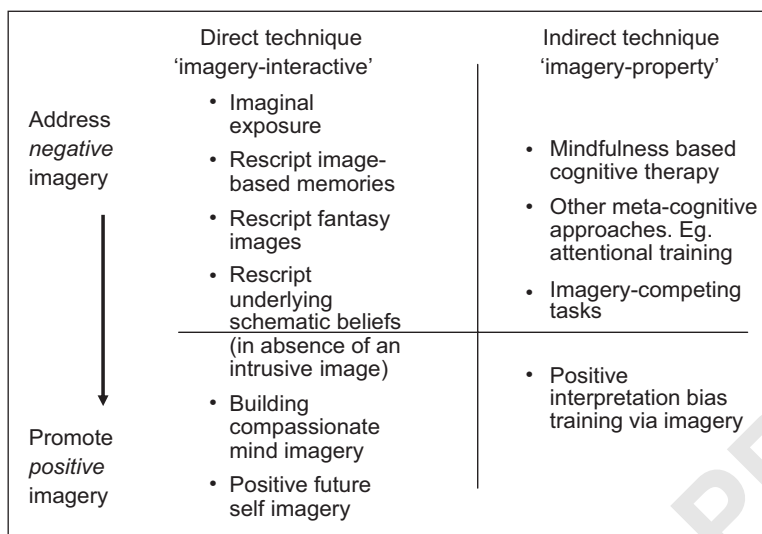 Direct technique
'imagery-interactive'
Indirect technique
'imagery-property'
Address
negative
imagery
• Imaginal
exposure
• Rescript image-
based memories
• Rescript fantasy
images
• Rescript
underlying
schematic beliefs
(in absence of an
intrusive image)
• Mindfulness based
cognitive therapy
• Other meta-cognitive
approaches. Eg.
attentional training
• Imagery-competing
tasks
Promote
positive
imagery
• Building
compassionate
mind imagery
• Positive future
self imagery
• Positive
interpretation bias
training via imagery